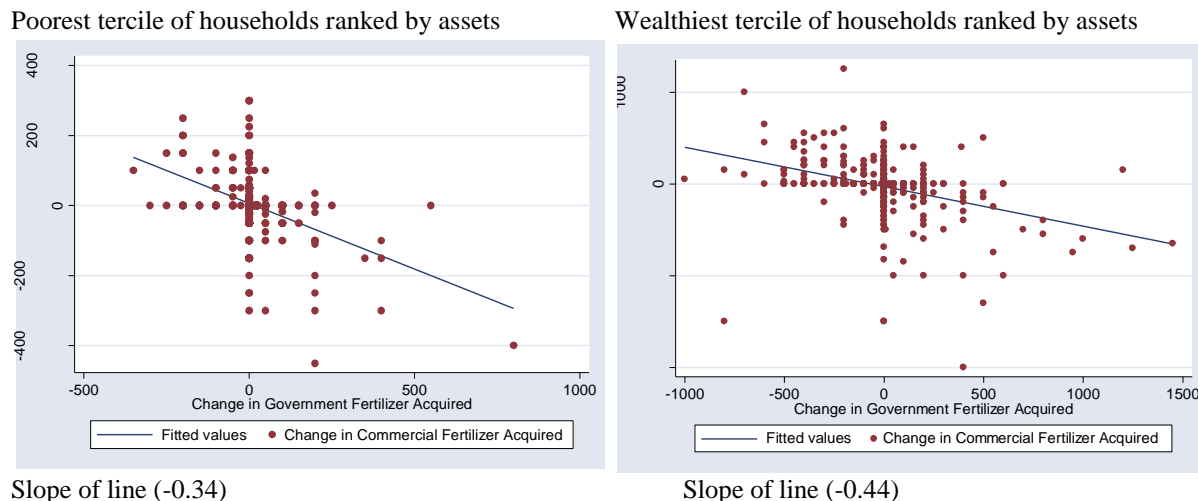 Poorest tercile of households ranked by assets
Wealthiest tercile of households ranked by assets
400
200
0
-200
-400
-500
0
500
1000
Change in Government Fertilizer Acquired
Fitted values
Change in Commercial Fertilizer Acquired
1000
0
-1000
-500
0
500
1000
1500
Change in Government Fertilizer Acquired
Fitted values
Change in Commercial Fertilizer Acquired
Slope of line (-0.34)
Slope of line (-0.44)